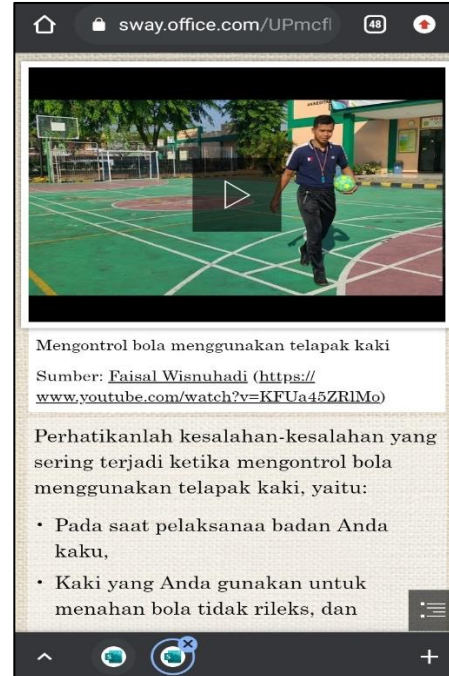 sway.office.com/UPmcfl
48
Mengontrol bola menggunakan telapak kaki
Sumber: Faisal Wisnuhadi (https://
www.youtube.com/watch?v=KFUa45ZRlMo)
Perhatikanlah kesalahan-kesalahan yang
sering terjadi ketika mengontrol bola
menggunakan telapak kaki, yaitu:
• Pada saat pelaksanaa badan Anda
kaku,
• Kaki yang Anda gunakan untuk
menahan bola tidak rileks, dan